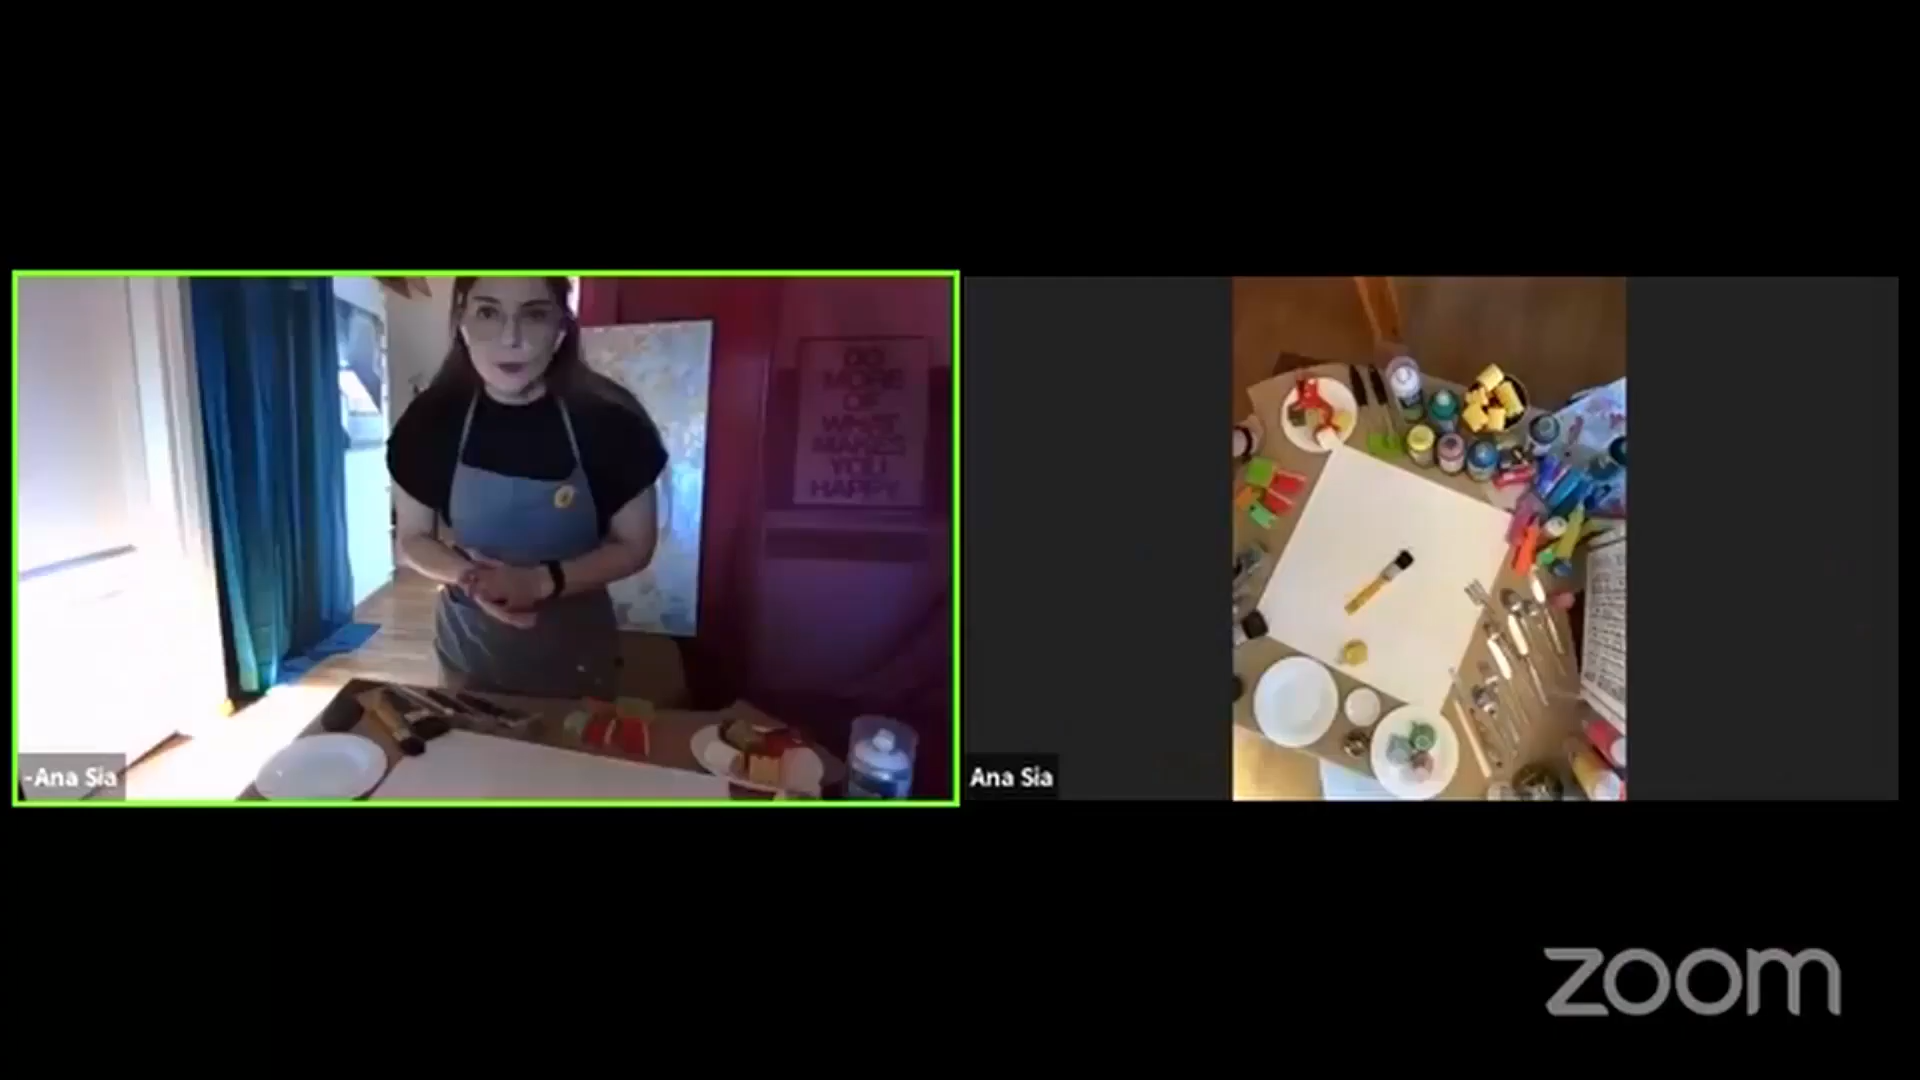 DO
MORE
OF
WHAT
MAKES
YOU
HAPPY
-Ana Sia
Ana Sia
zoom